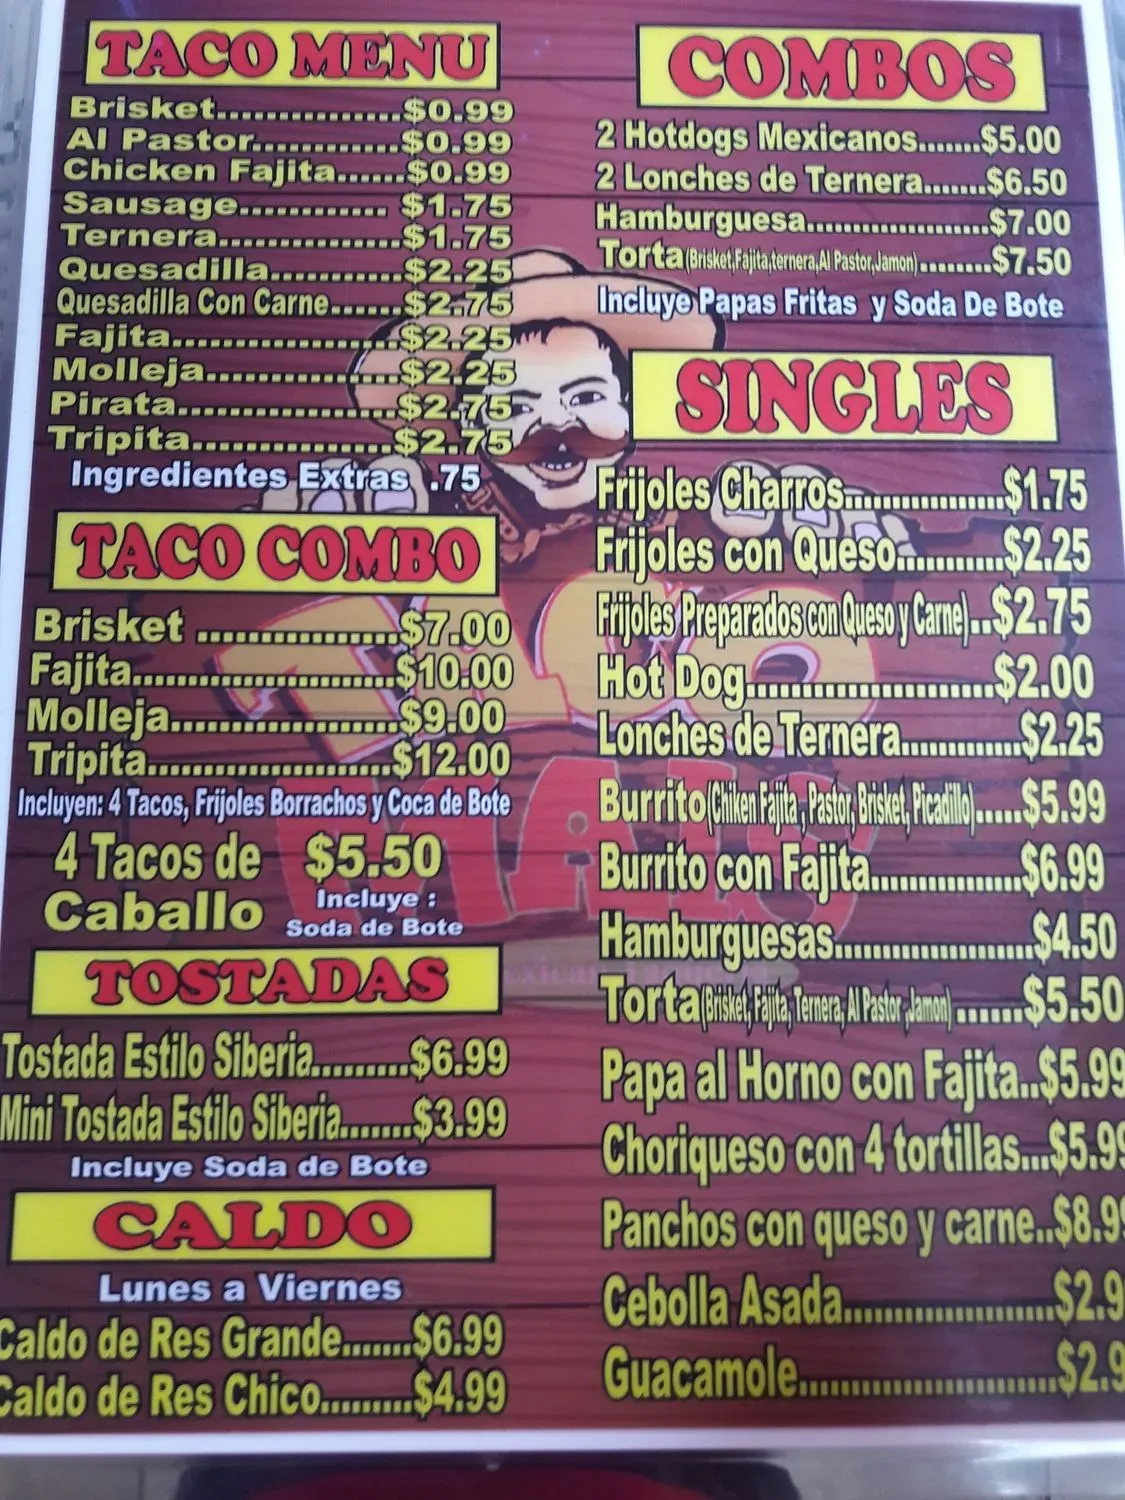 TACO MENU
Brisket................$0.99
Al Pastor.............$0.99
Chicken Fajita......$0.99
Sausage............. $1.75
Ternera................$1.75
Quesadilla............$2.25
Quesadilla Con Carne......$2.75
Fajita....................$2.25
Molleja.................$2.25
Pirata...................$2.75
Tripita..................$2.75
Ingredientes Extras .75
TACO COMBO
Brisket ..................$7.00
Fajita........................$10.00
Molleja.....................$9.00
Tripita......................$12.00
Incluyen: 4 Tacos, Frijoles Borrachos y Coca de Bote
4 Tacos de Caballo $5.50
Incluye :
Soda de Bote
TOSTADAS
Tostada Estilo Siberia.........$6.99
Mini Tostada Estilo Siberia.......$3.99
Incluye Soda de Bote
CALDO
Lunes a Viernes
Caldo de Res Grande.......$6.99
Caldo de Res Chico.........$4.99
COMBOS
2 Hotdogs Mexicanos.......$5.00
2 Lonches de Ternera.......$6.50
Hamburguesa....................$7.00
Torta(Brisket,Fajita,ternera,Al Pastor,Jamon)........$7.50
Incluye Papas Fritas y Soda De Bote
SINGLES
Frijoles Charros................$1.75
Frijoles con Queso...........$2.25
Frijoles Preparados con Queso y Carne)..$2.75
Hot Dog.........................$2.00
Lonches de Ternera............$2.25
Burrito(Chiken Fajita ,Pastor, Brisket, Picadillo).....$5.99
Burrito con Fajita...............$6.99
Hamburguesas....................$4.50
Torta(Brisket, Fajita, Ternera, Al Pastor ,Jamon) .......$5.50
Papa al Horno con Fajita..$5.99
Choriqueso con 4 tortillas...$5.99
Panchos con queso y carne..$8.9
Cebolla Asada......................$2.9
Guacamole...........................$2.9
TACO
MAIS